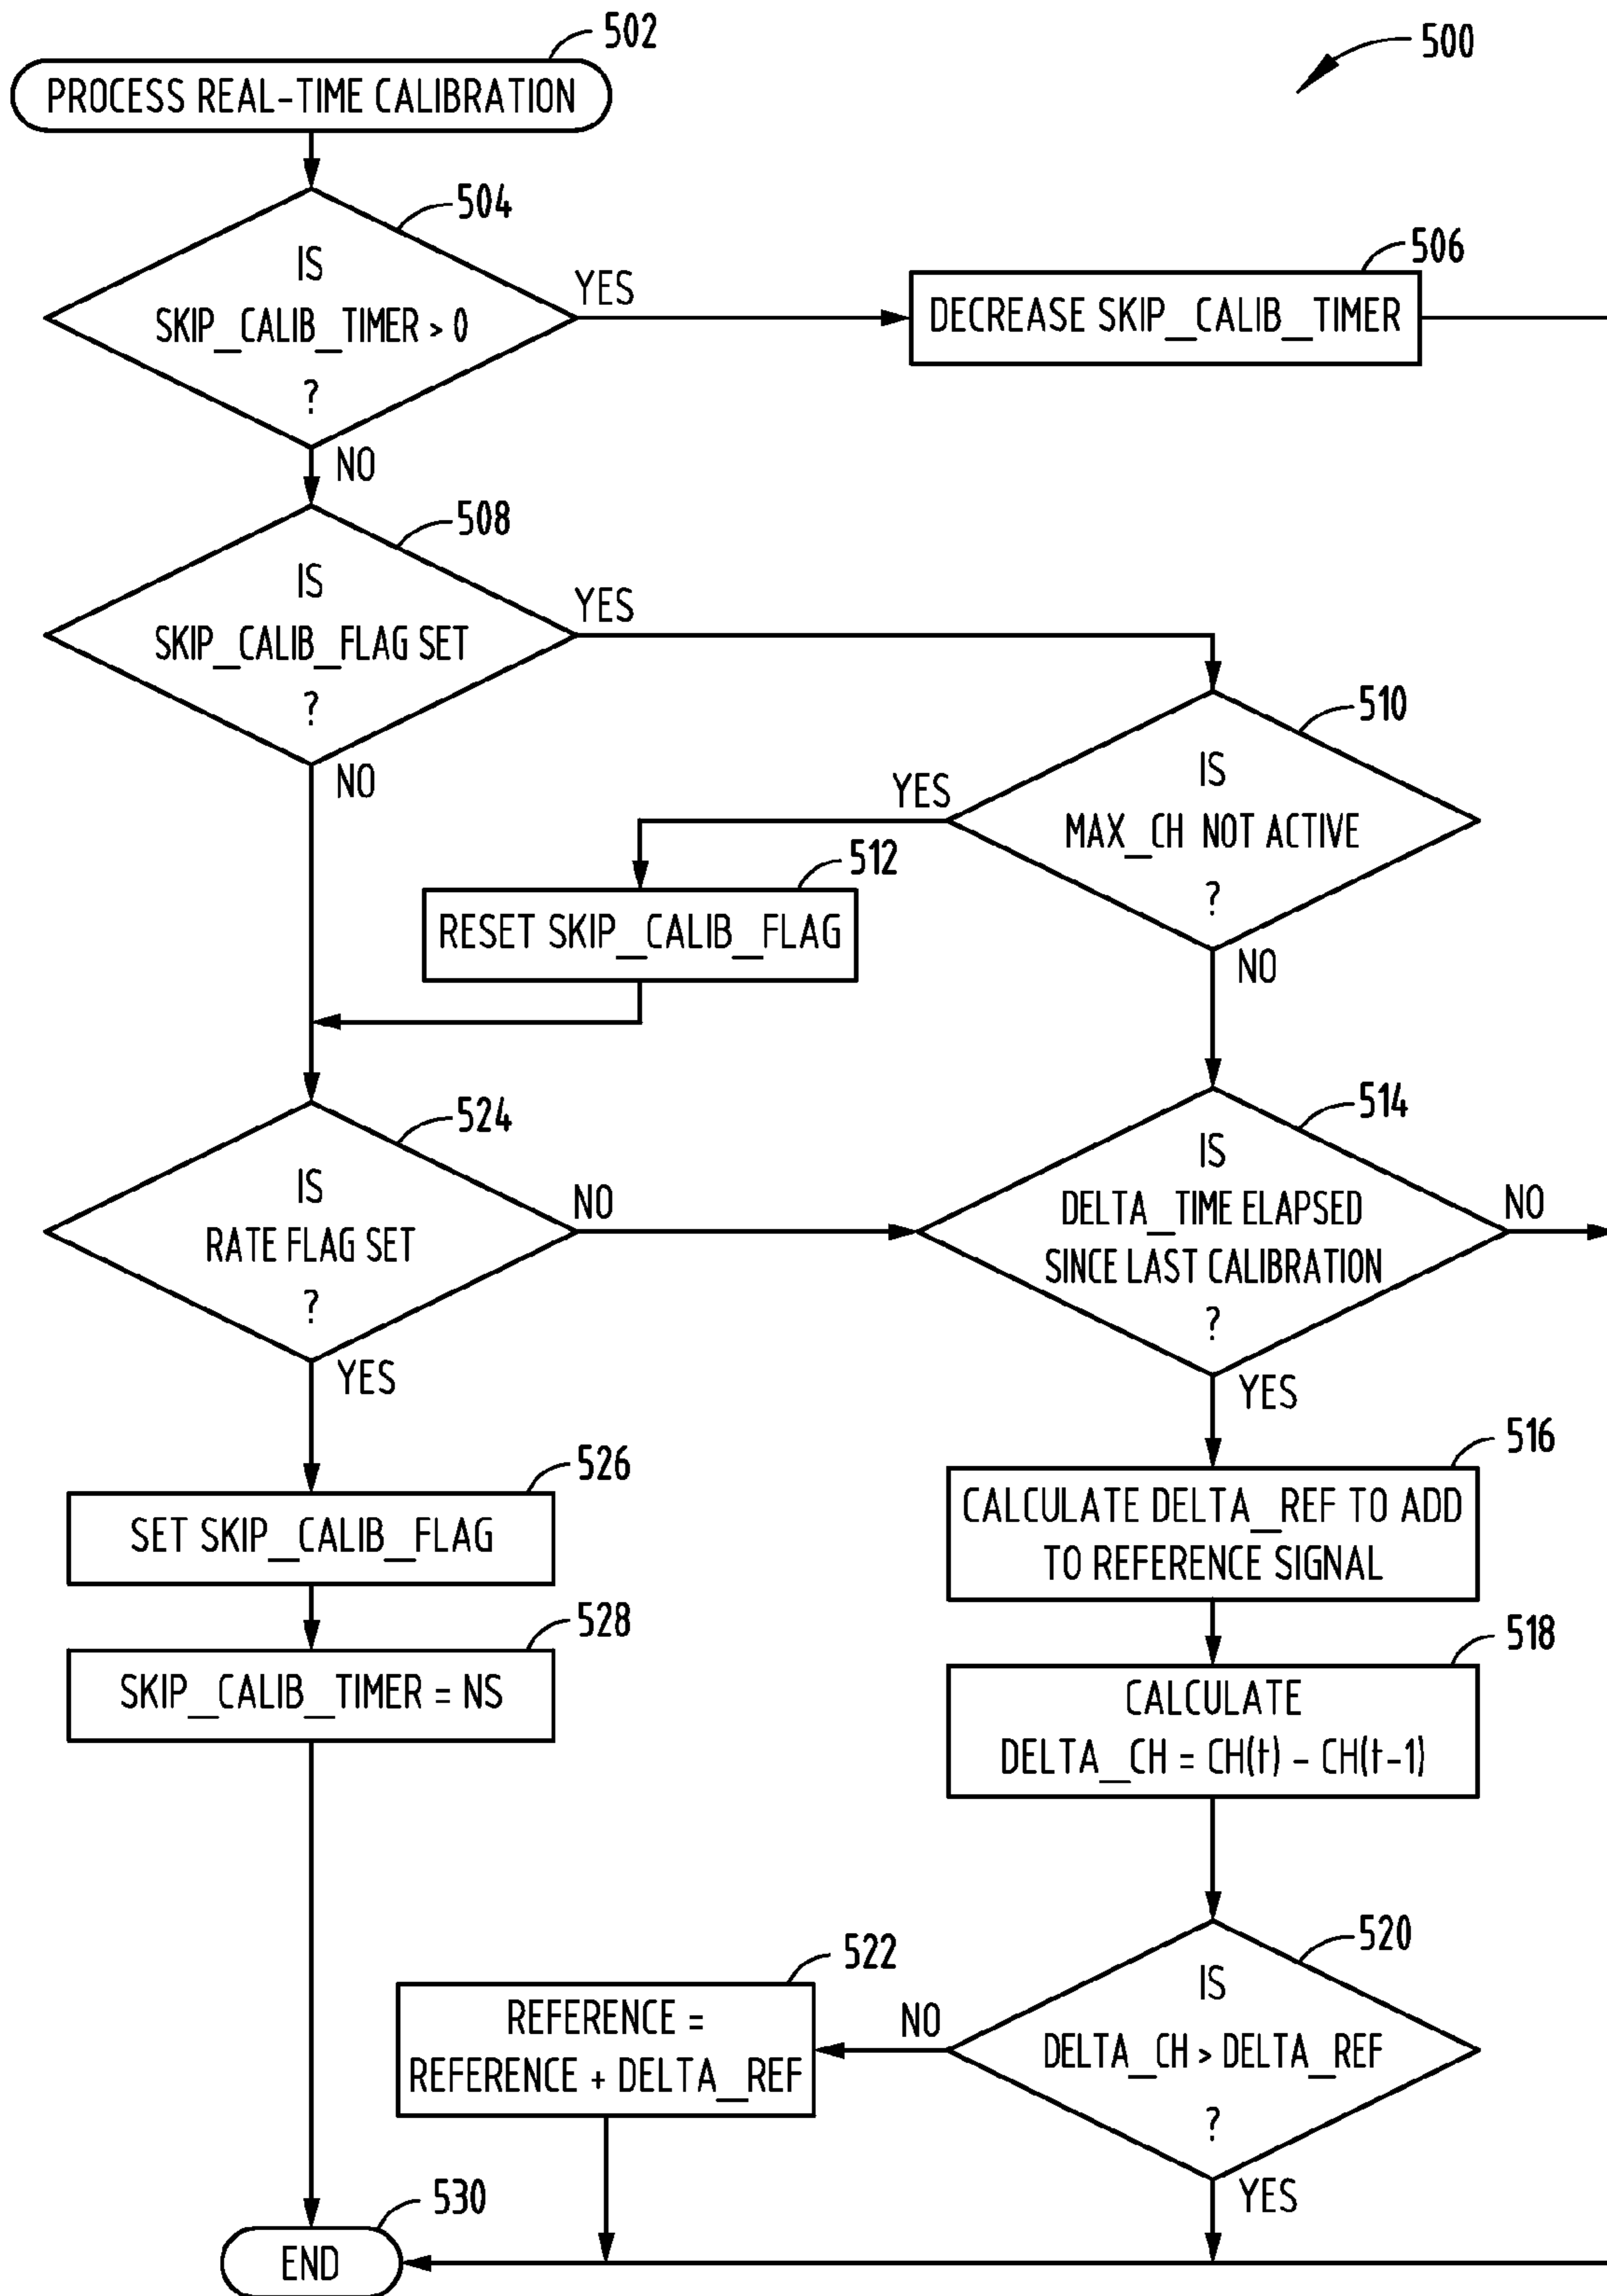 502
500
PROCESS REAL-TIME CALIBRATION
504
IS
SKIP_CALIB_TIMER > 0
?
YES
NO
506
DECREASE SKIP_CALIB_TIMER
508
IS
SKIP_CALIB_FLAG SET
?
YES
NO
510
IS
MAX_CH NOT ACTIVE
?
YES
NO
512
RESET SKIP_CALIB_FLAG
524
IS
RATE FLAG SET
?
NO
YES
514
IS
DELTA_TIME ELAPSED
SINCE LAST CALIBRATION
?
NO
YES
526
SET SKIP_CALIB_FLAG
516
CALCULATE DELTA_REF TO ADD
TO REFERENCE SIGNAL
528
SKIP_CALIB_TIMER = NS
518
CALCULATE
DELTA_CH = CH(t) - CH(t-1)
520
IS
DELTA_CH > DELTA_REF
?
NO
YES
522
REFERENCE =
REFERENCE + DELTA_REF
530
END